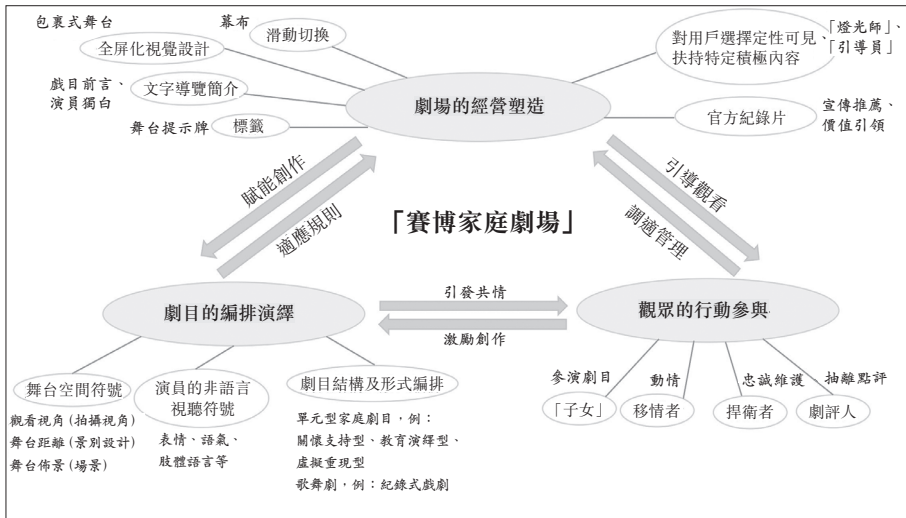 包裹式舞台
幕布
全屏化視覺設計
滑動切換
戲目前言、
演員獨白
文字導覽簡介
舞台提示牌
標籤
劇場的經營塑造
對用戶選擇定性可見、
扶持特定積極內容
「燈光師」、
「引導員」
官方紀錄片
宣傳推薦、
價值引領
賦能創作
適應規則
「賽博家庭劇場」
引導觀看
調適管理
劇目的編排演繹
引發共情
激勵創作
觀眾的行動參與
舞台空間符號
觀看視角(拍攝視角)
舞台距離(景別設計)
舞台佈景(場景)
演員的非語言
視聽符號
表情、語氣、
肢體語言等
劇目結構及形式編排
單元型家庭劇目，例：
關懷支持型、教育演繹型、
虛擬重現型
歌舞劇，例：紀錄式戲劇
參演劇目
「子女」
動情
移情者
忠誠維護
捍衛者
抽離點評
劇評人